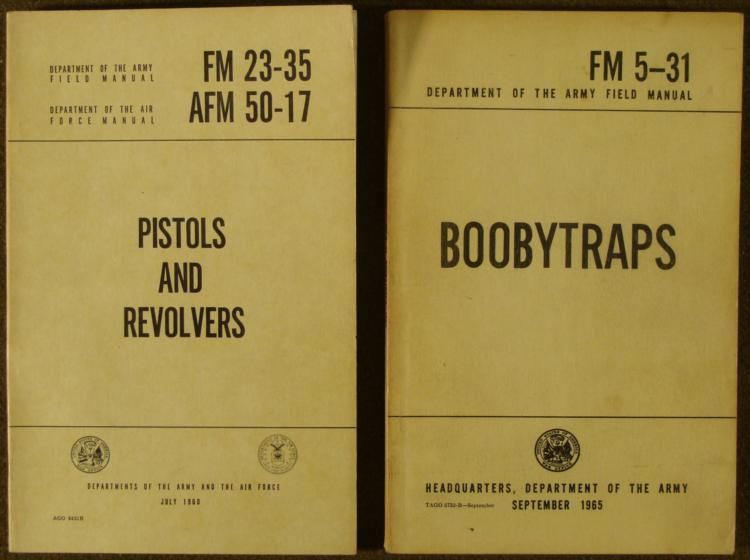 DEPARTMENT OF THE ARMY
FIELD MANUAL
FM 23-35
DEPARTMENT OF THE AIR
FORCE MANUAL
AFM 50-17
PISTOLS
AND
REVOLVERS
DEPARTMENTS OF THE ARMY AND THE AIR FORCE
JULY 1960
FM 5–31
DEPARTMENT OF THE ARMY FIELD MANUAL
BOOBYTRAPS
HEADQUARTERS, DEPARTMENT OF THE ARMY
SEPTEMBER 1965